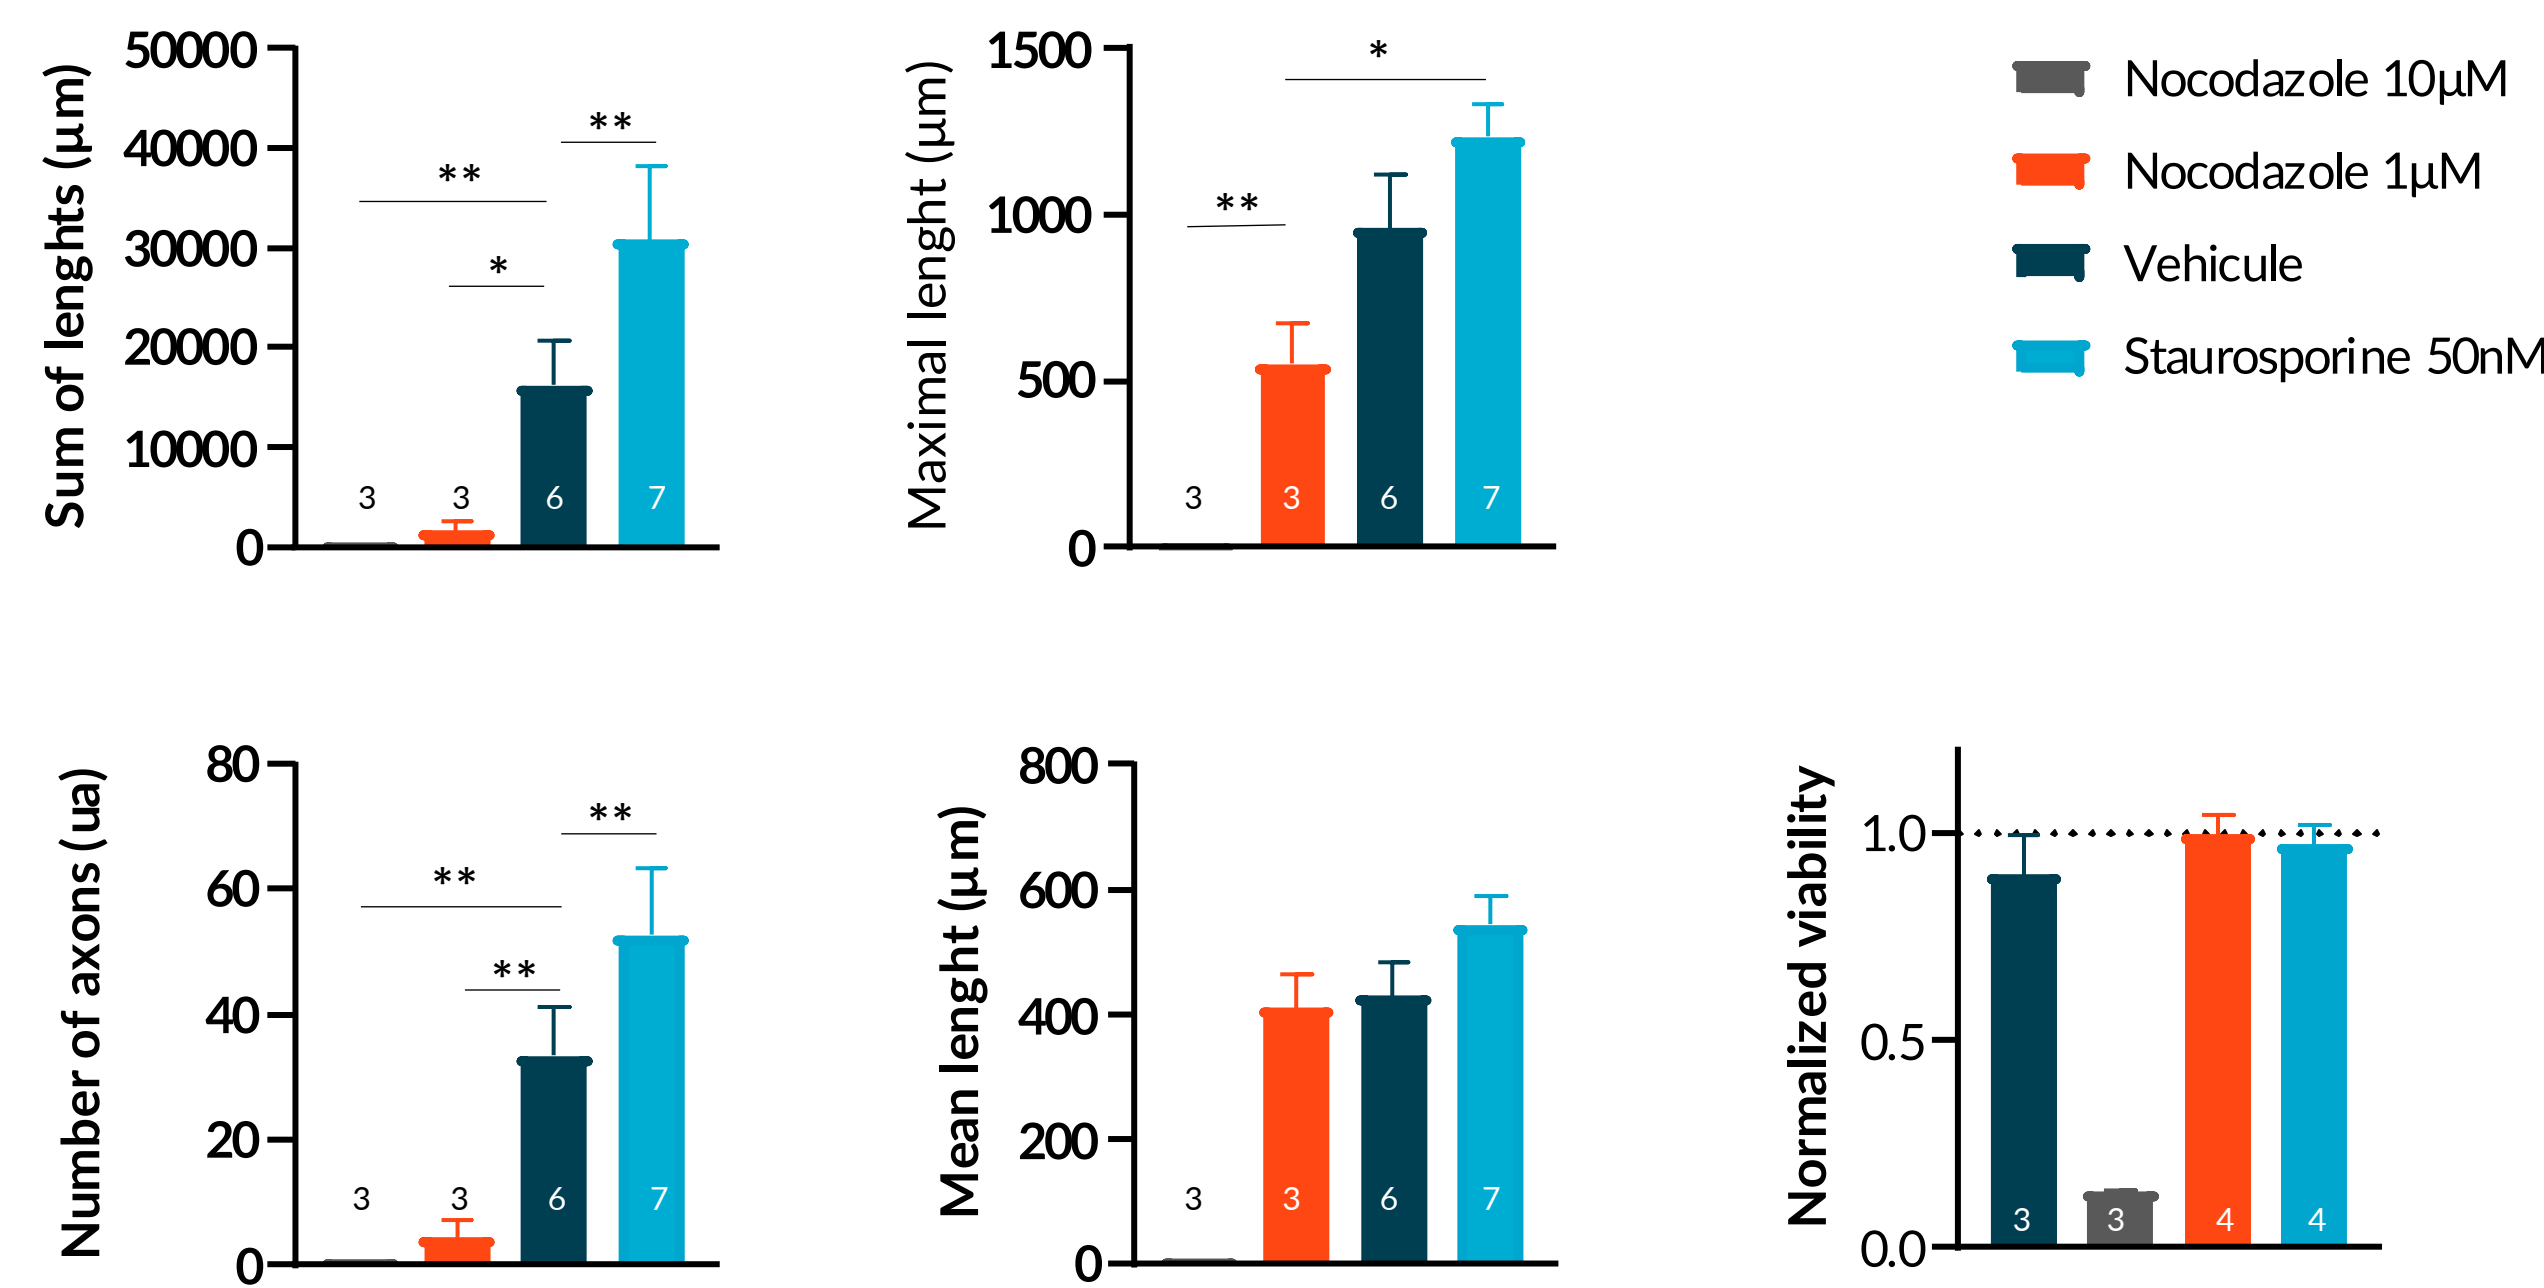 Sum of lenghts (µm)
50000
40000
30000
20000
10000
0
**
**
*
3 3 6 7
Maximal lenght (µm)
1500
1000
500
0
*
**
3 3 6 7
Nocodazole 10µM
Nocodazole 1µM
Vehicule
Staurosporine 50nM
Number of axons (ua)
80
60
40
20
0
**
**
**
3 3 6 7
Mean lenght (µm)
800
600
400
200
0
3 3 6 7
Normalized viability
1.0
0.5
0.0
3 3 4 4